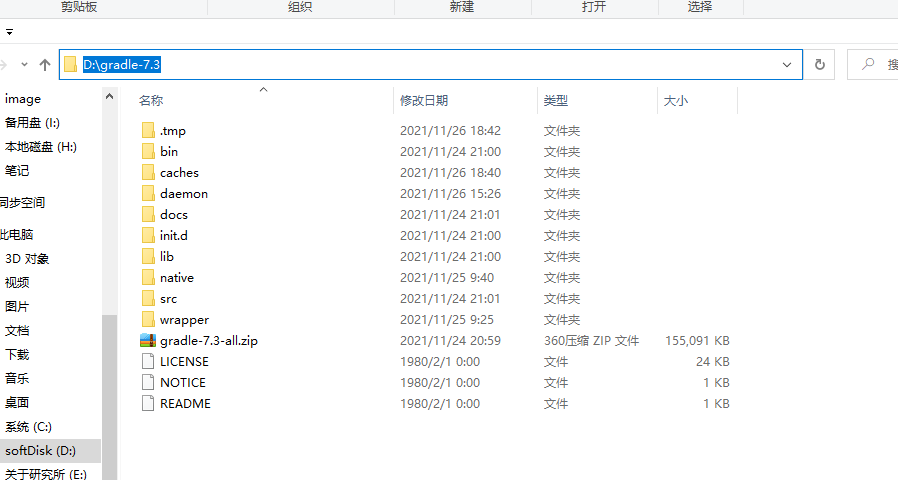 剪贴板 组织 新建 打开 选择
D:\gradle-7.3
image
备用盘 (I:)
本地磁盘 (H:)
笔记
同步空间
此电脑
3D 对象
视频
图片
文档
下载
音乐
桌面
系统 (C:)
softDisk (D:)
关于研究所 (E:)
名称 修改日期 类型 大小
.tmp 2021/11/26 18:42 文件夹
bin 2021/11/24 21:00 文件夹
caches 2021/11/26 18:40 文件夹
daemon 2021/11/26 15:26 文件夹
docs 2021/11/24 21:01 文件夹
init.d 2021/11/24 21:00 文件夹
lib 2021/11/24 21:00 文件夹
native 2021/11/25 9:40 文件夹
src 2021/11/24 21:01 文件夹
wrapper 2021/11/25 9:25 文件夹
gradle-7.3-all.zip 2021/11/24 20:59 360压缩 ZIP 文件 155,091 KB
LICENSE 1980/2/1 0:00 文件 24 KB
NOTICE 1980/2/1 0:00 文件 1 KB
README 1980/2/1 0:00 文件 1 KB